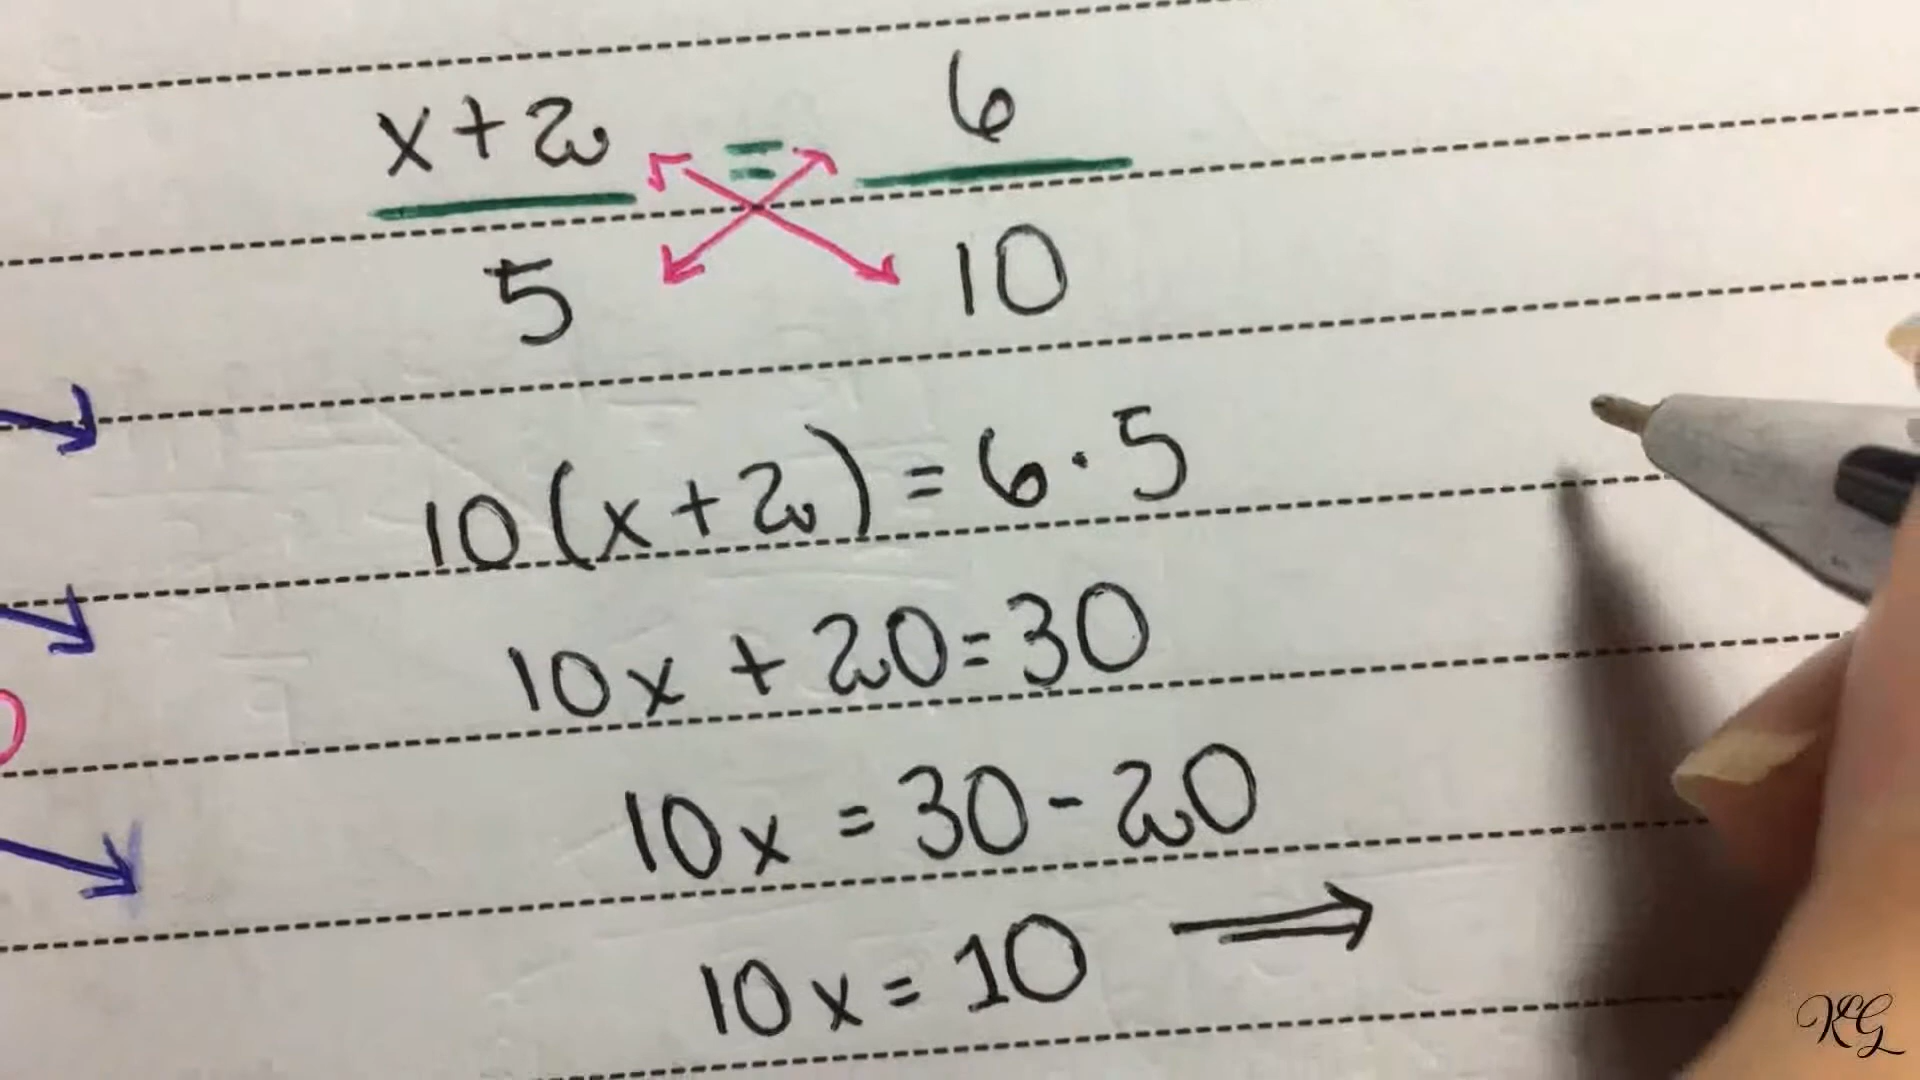 x+2 = 6
5 10
10(x+2) = 6·5
10x + 20 = 30
10x = 30 - 20
10x = 10 ⟹
KG